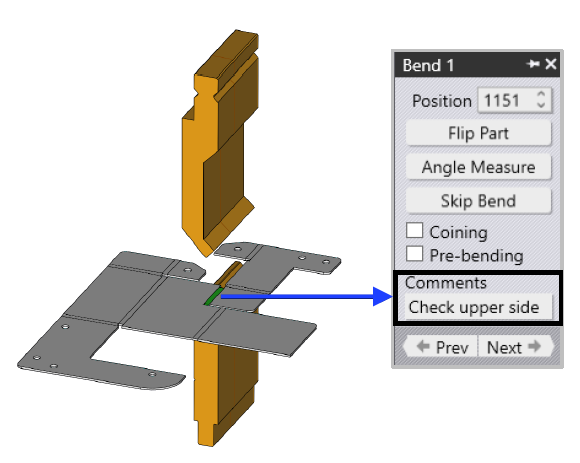 Bend 1
Position 1151
Flip Part
Angle Measure
Skip Bend
Coining
Pre-bending
Comments
Check upper side
Prev Next